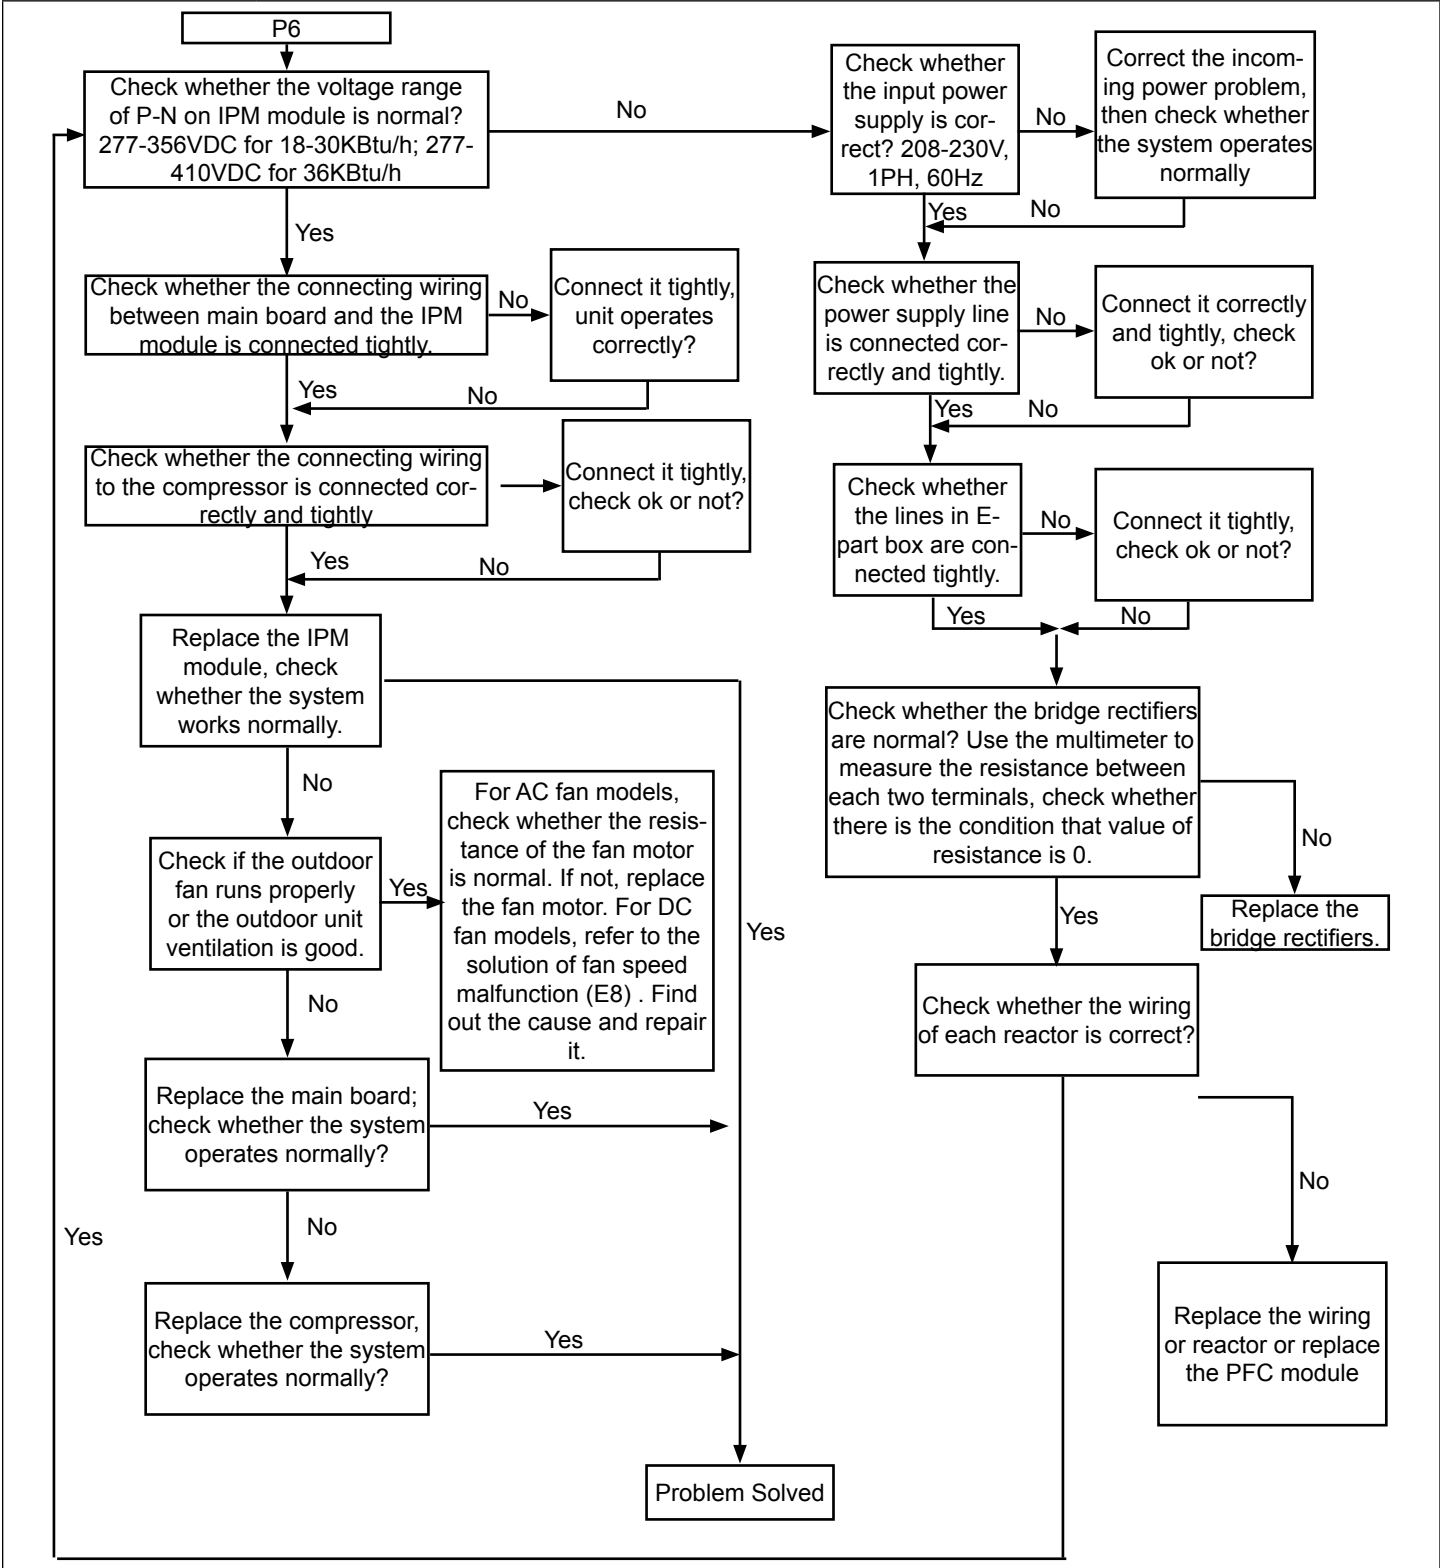 P6
Check whether the voltage range
of P-N on IPM module is normal?
277-356VDC for 18-30KBtu/h; 277-
410VDC for 36KBtu/h
No
Check whether
the input power
supply is cor-
rect? 208-230V,
1PH, 60Hz
No
Correct the incom-
ing power problem,
then check whether
the system operates
normally
Yes
No
Yes
Check whether the connecting wiring
between main board and the IPM
module is connected tightly.
No
Connect it tightly,
unit operates
correctly?
Check whether the
power supply line
is connected cor-
rectly and tightly.
No
Connect it correctly
and tightly, check
ok or not?
Yes
No
Yes
No
Check whether the connecting wiring
to the compressor is connected cor-
rectly and tightly
Connect it tightly,
check ok or not?
Check whether
the lines in E-
part box are con-
nected tightly.
No
Connect it tightly,
check ok or not?
Yes
No
Yes
No
Replace the IPM
module, check
whether the system
works normally.
Check whether the bridge rectifiers
are normal? Use the multimeter to
measure the resistance between
each two terminals, check whether
there is the condition that value of
resistance is 0.
No
No
Check if the outdoor
fan runs properly
or the outdoor unit
ventilation is good.
Yes
For AC fan models,
check whether the resis-
tance of the fan motor
is normal. If not, replace
the fan motor. For DC
fan models, refer to the
solution of fan speed
malfunction (E8) . Find
out the cause and repair
it.
Yes
Yes
Replace the
bridge rectifiers.
No
Check whether the wiring
of each reactor is correct?
Replace the main board;
check whether the system
operates normally?
Yes
No
No
Yes
Replace the compressor,
check whether the system
operates normally?
Yes
Replace the wiring
or reactor or replace
the PFC module
Problem Solved